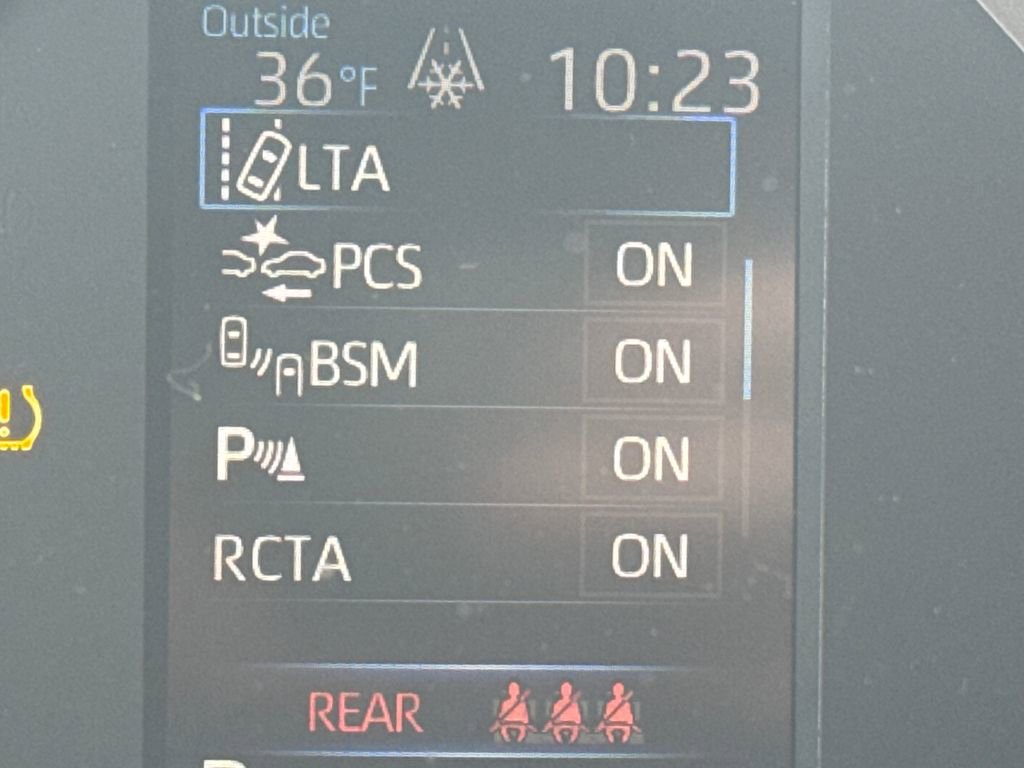 Outside
36°F 10:23
LTA
PCS ON
BSM ON
P ON
RCTA ON
REAR